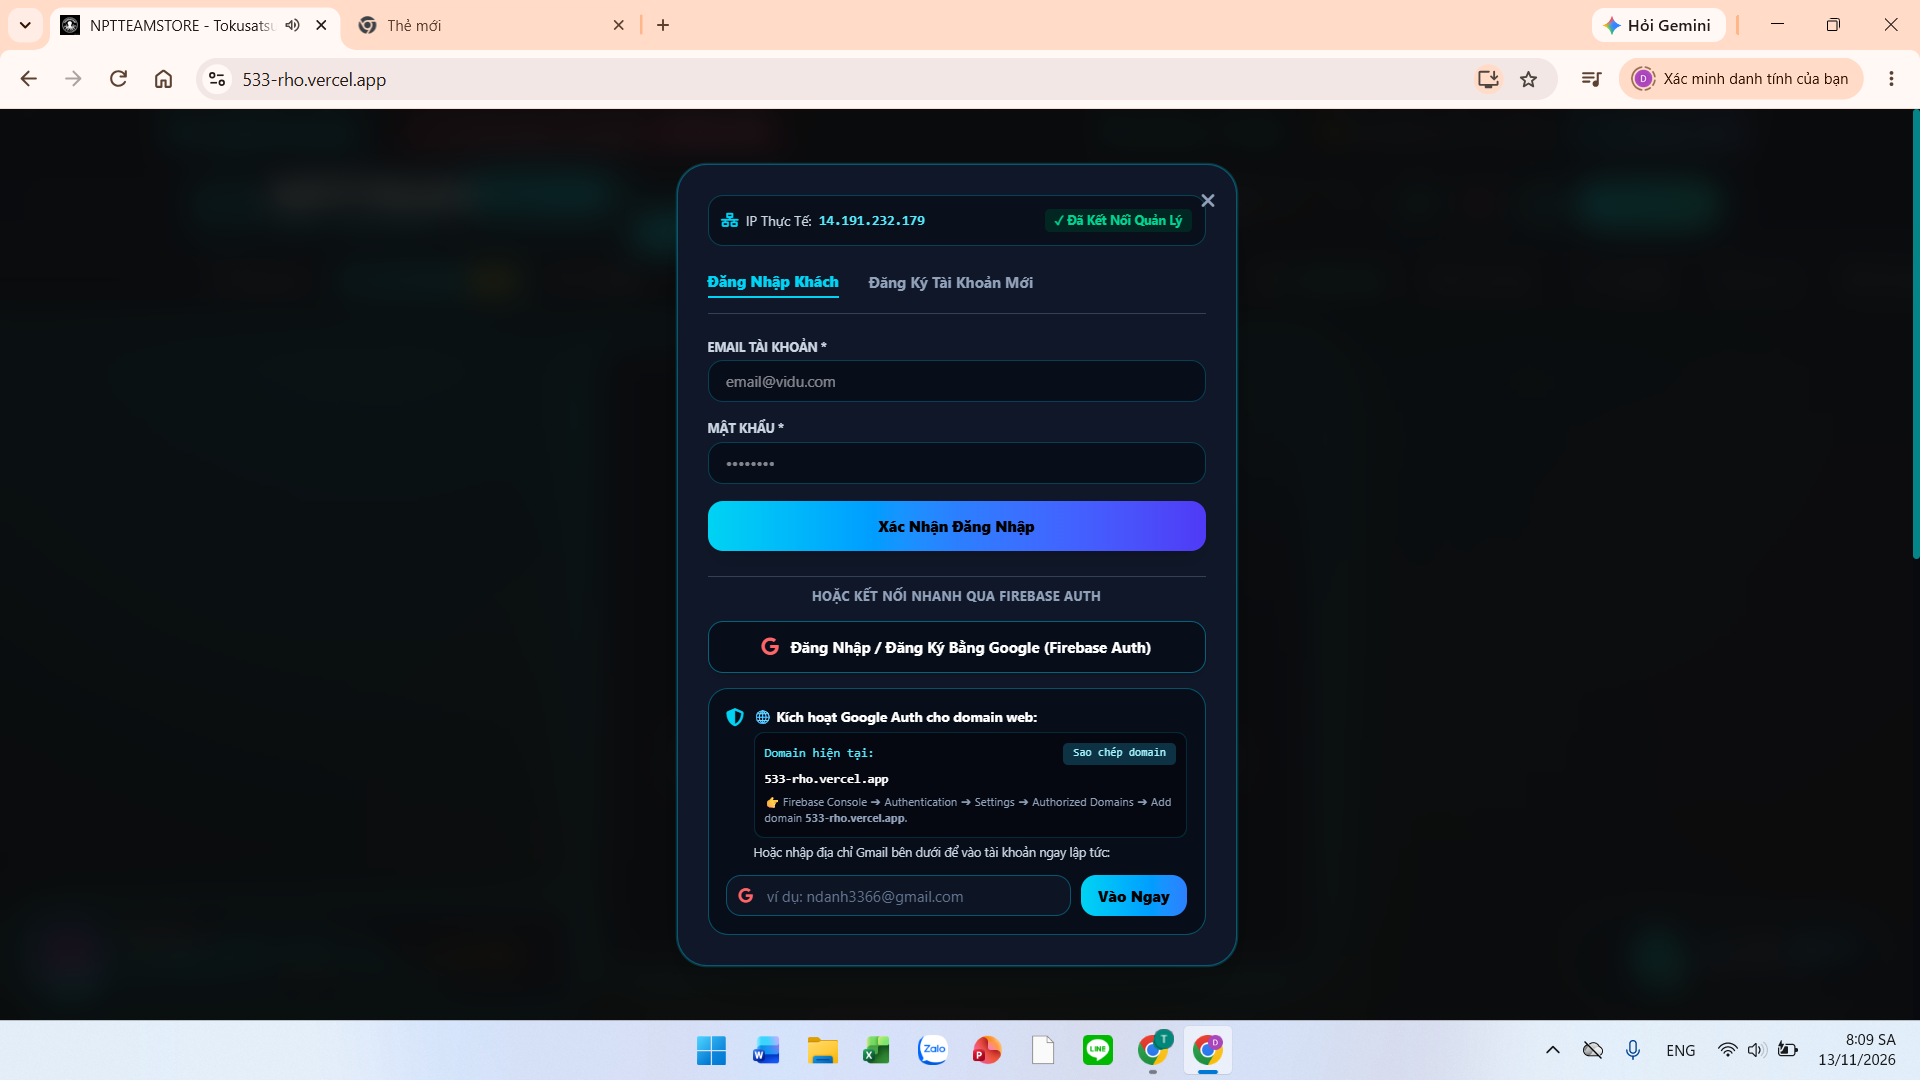 NPTTEAMSTORE - Tokusatsu
Thẻ mới
Hỏi Gemini
533-rho.vercel.app
D
Xác minh danh tính của bạn
IP Thực Tế: 14.191.232.179
✓ Đã Kết Nối Quản Lý
Đăng Nhập Khách
Đăng Ký Tài Khoản Mới
EMAIL TÀI KHOẢN *
email@vidu.com
MẬT KHẨU *
••••••••
Xác Nhận Đăng Nhập
HOẶC KẾT NỐI NHANH QUA FIREBASE AUTH
G Đăng Nhập / Đăng Ký Bằng Google (Firebase Auth)
🌐 Kích hoạt Google Auth cho domain web:
Domain hiện tại:
Sao chép domain
533-rho.vercel.app
👉 Firebase Console ➔ Authentication ➔ Settings ➔ Authorized Domains ➔ Add
domain 533-rho.vercel.app.
Hoặc nhập địa chỉ Gmail bên dưới để vào tài khoản ngay lập tức:
G ví dụ: ndanh3366@gmail.com
Vào Ngay
W
X
Zalo
P
LINE
T
D
ENG
8:09 SA
13/11/2026